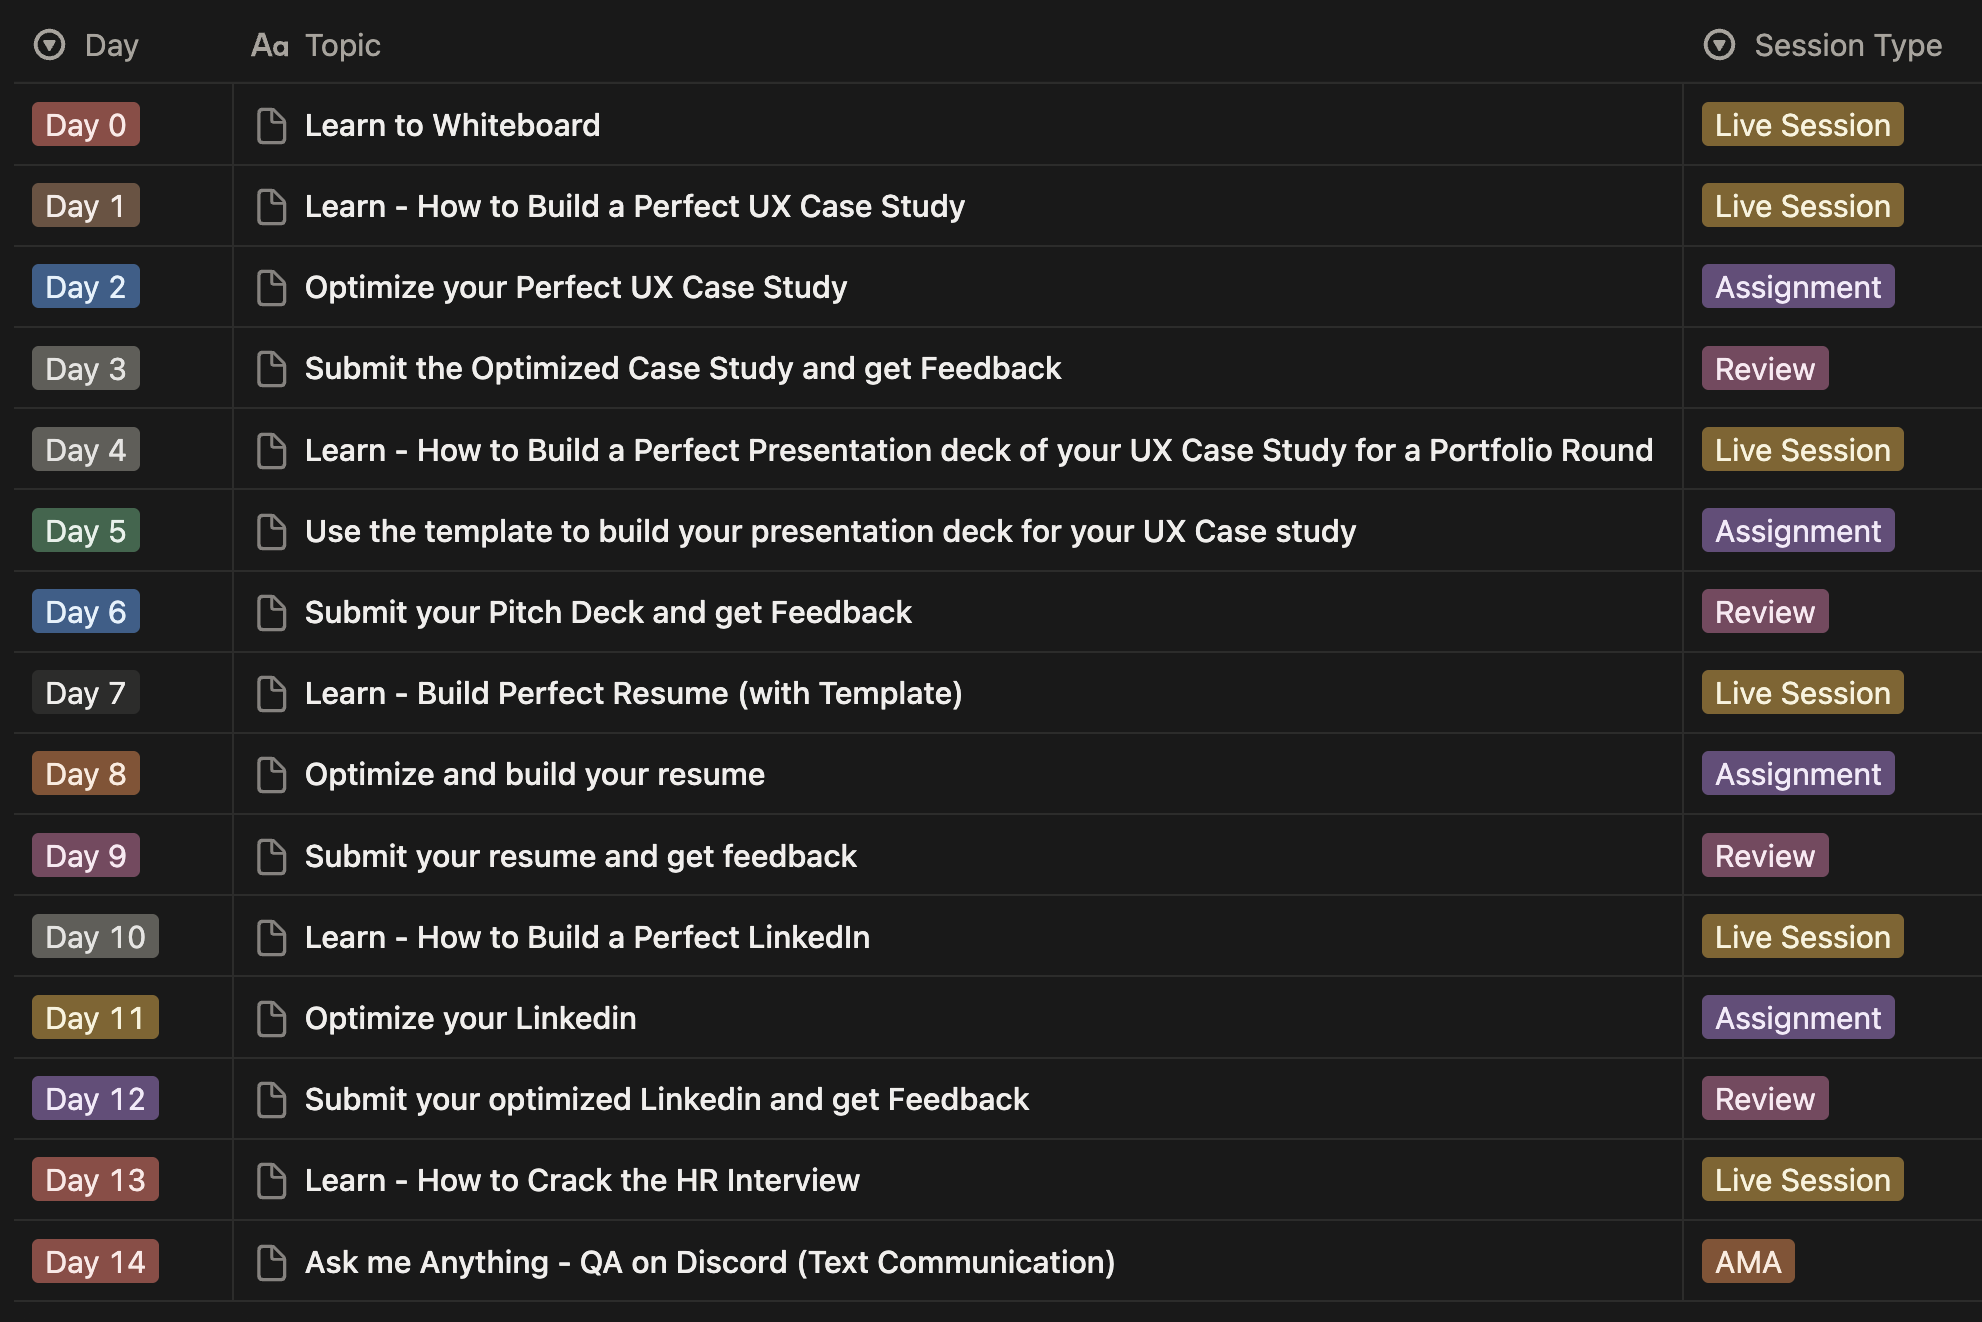 Day Aa Topic Session Type
Day 0 Learn to Whiteboard Live Session
Day 1 Learn - How to Build a Perfect UX Case Study Live Session
Day 2 Optimize your Perfect UX Case Study Assignment
Day 3 Submit the Optimized Case Study and get Feedback Review
Day 4 Learn - How to Build a Perfect Presentation deck of your UX Case Study for a Portfolio Round Live Session
Day 5 Use the template to build your presentation deck for your UX Case study Assignment
Day 6 Submit your Pitch Deck and get Feedback Review
Day 7 Learn - Build Perfect Resume (with Template) Live Session
Day 8 Optimize and build your resume Assignment
Day 9 Submit your resume and get feedback Review
Day 10 Learn - How to Build a Perfect LinkedIn Live Session
Day 11 Optimize your Linkedin Assignment
Day 12 Submit your optimized Linkedin and get Feedback Review
Day 13 Learn - How to Crack the HR Interview Live Session
Day 14 Ask me Anything - QA on Discord (Text Communication) AMA